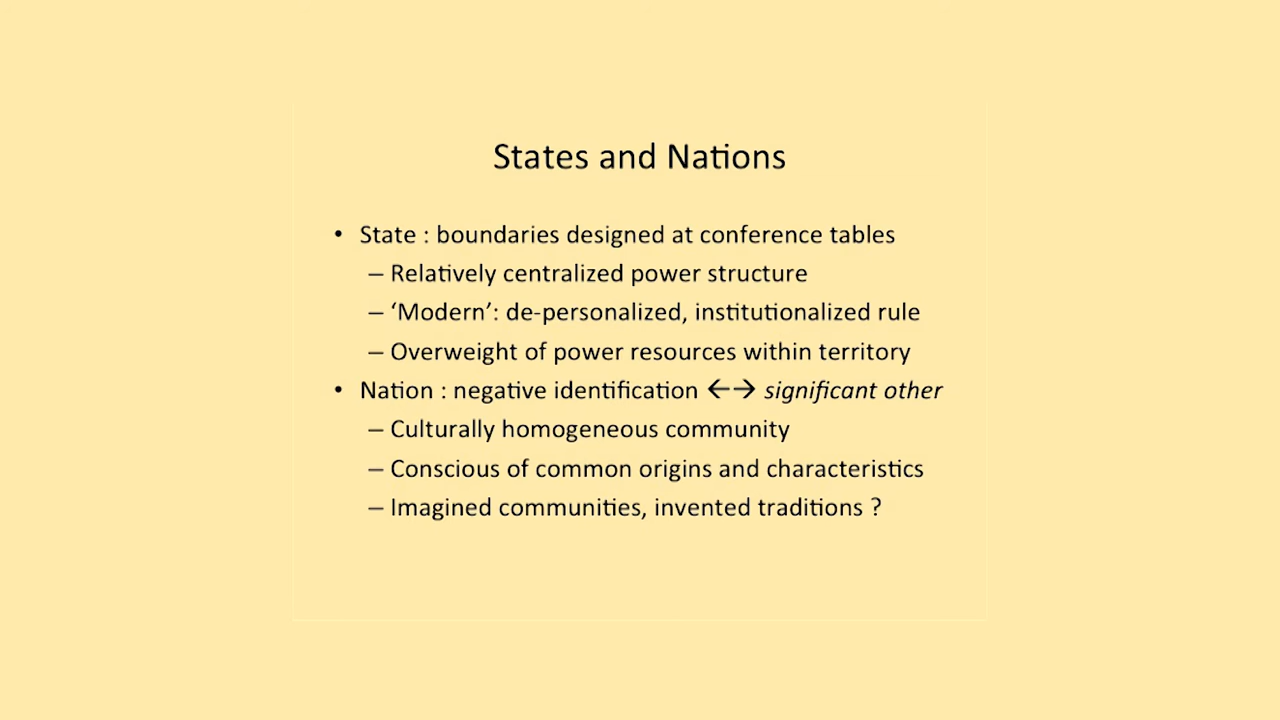 States and Nations
• State : boundaries designed at conference tables
– Relatively centralized power structure
– ‘Modern’: de-personalized, institutionalized rule
– Overweight of power resources within territory
• Nation : negative identification ←→ significant other
– Culturally homogeneous community
– Conscious of common origins and characteristics
– Imagined communities, invented traditions ?